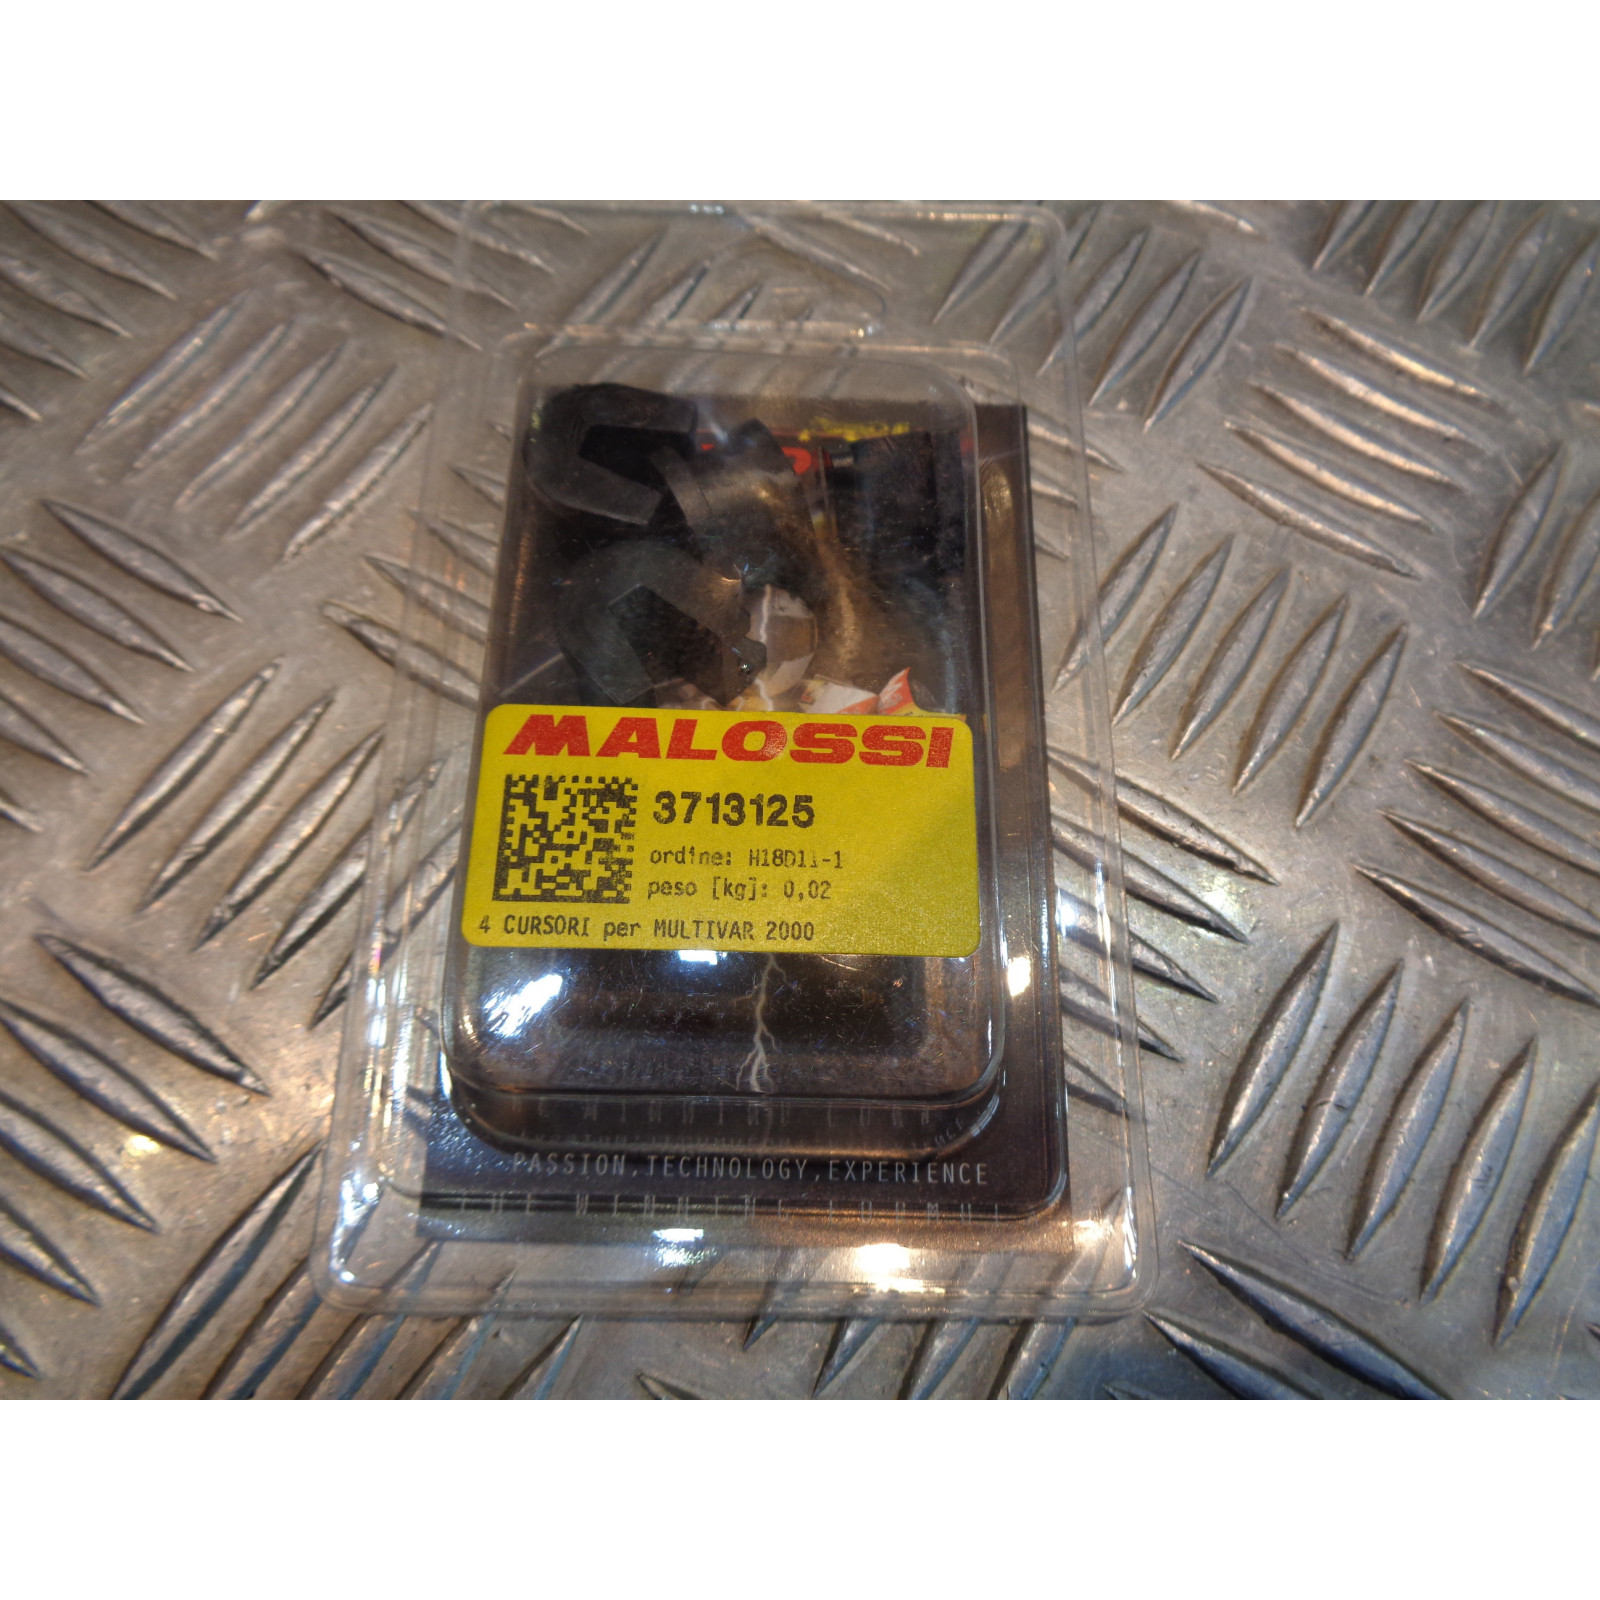 MALOSSI
3713125
ordine: H18D11-1
peso [kg]: 0,02
4 CURSORI per MULTIVAR 2000
PASSION, TECHNOLOGY, EXPERIENCE